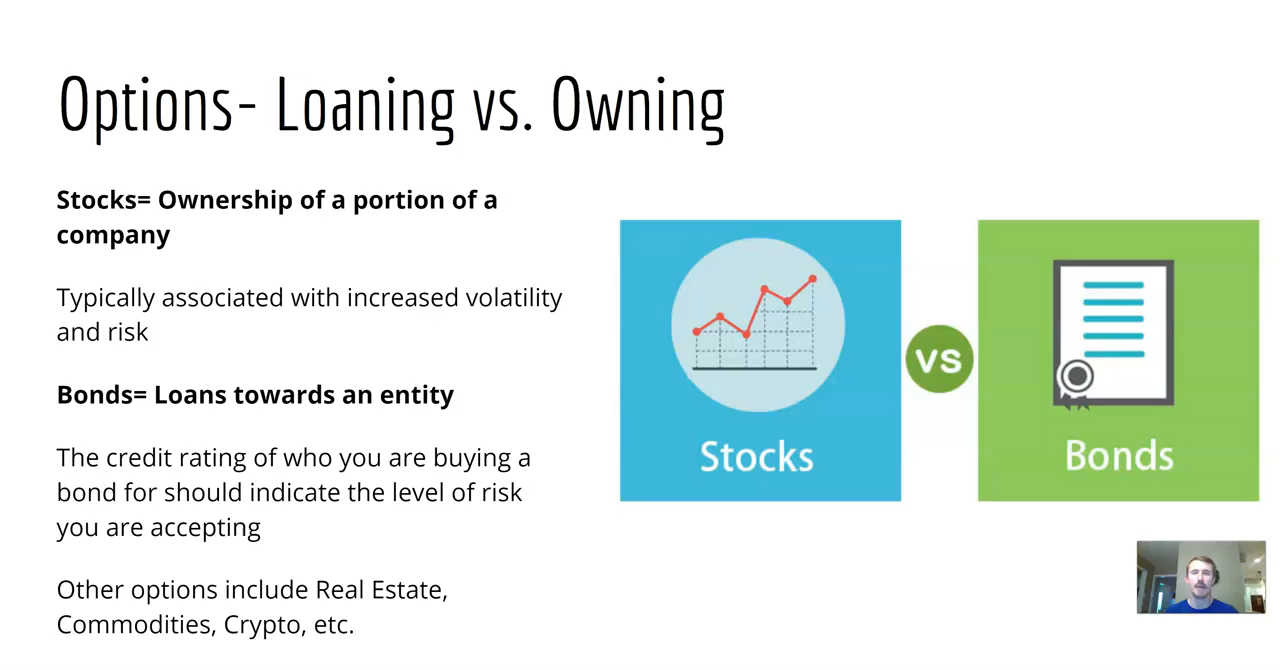 Options- Loaning vs. Owning
Stocks= Ownership of a portion of a
company
Typically associated with increased volatility
and risk
Bonds= Loans towards an entity
The credit rating of who you are buying a
bond for should indicate the level of risk
you are accepting
Other options include Real Estate,
Commodities, Crypto, etc.
Stocks
VS
Bonds